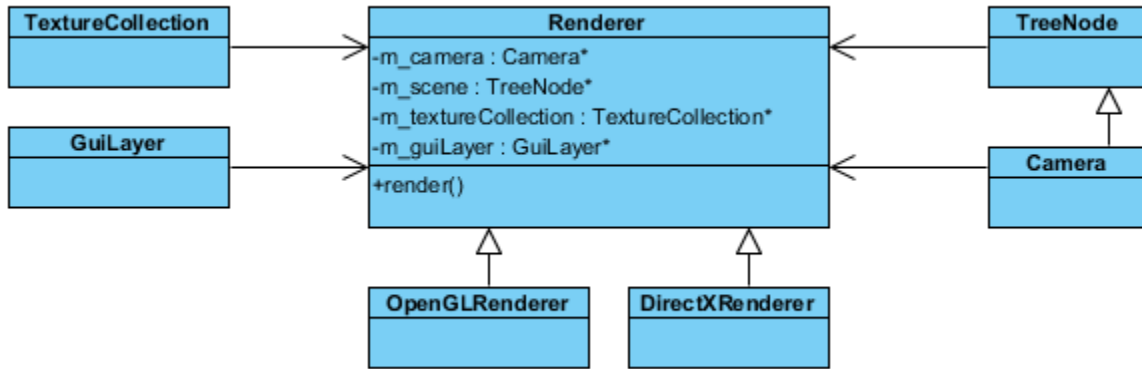 TextureCollection
Renderer
-m_camera : Camera*
-m_scene : TreeNode*
-m_textureCollection : TextureCollection*
-m_guiLayer : GuiLayer*
+render()
TreeNode
GuiLayer
Camera
OpenGLRenderer
DirectXRenderer